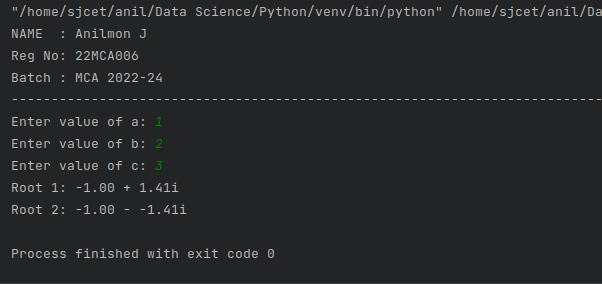 "/home/sjcet/anil/Data Science/Python/venv/bin/python" /home/sjcet/anil/Da
NAME  : Anilmon J
Reg No: 22MCA006
Batch : MCA 2022-24
--------------------------------------------------------------------------
Enter value of a: 1
Enter value of b: 2
Enter value of c: 3
Root 1: -1.00 + 1.41i
Root 2: -1.00 - -1.41i
Process finished with exit code 0